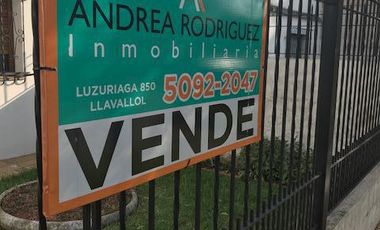 ANDREA RODRIGUEZ
Inmobiliaria
LUZURIAGA 850
LLAVALLOL
5092-2047
VENDE